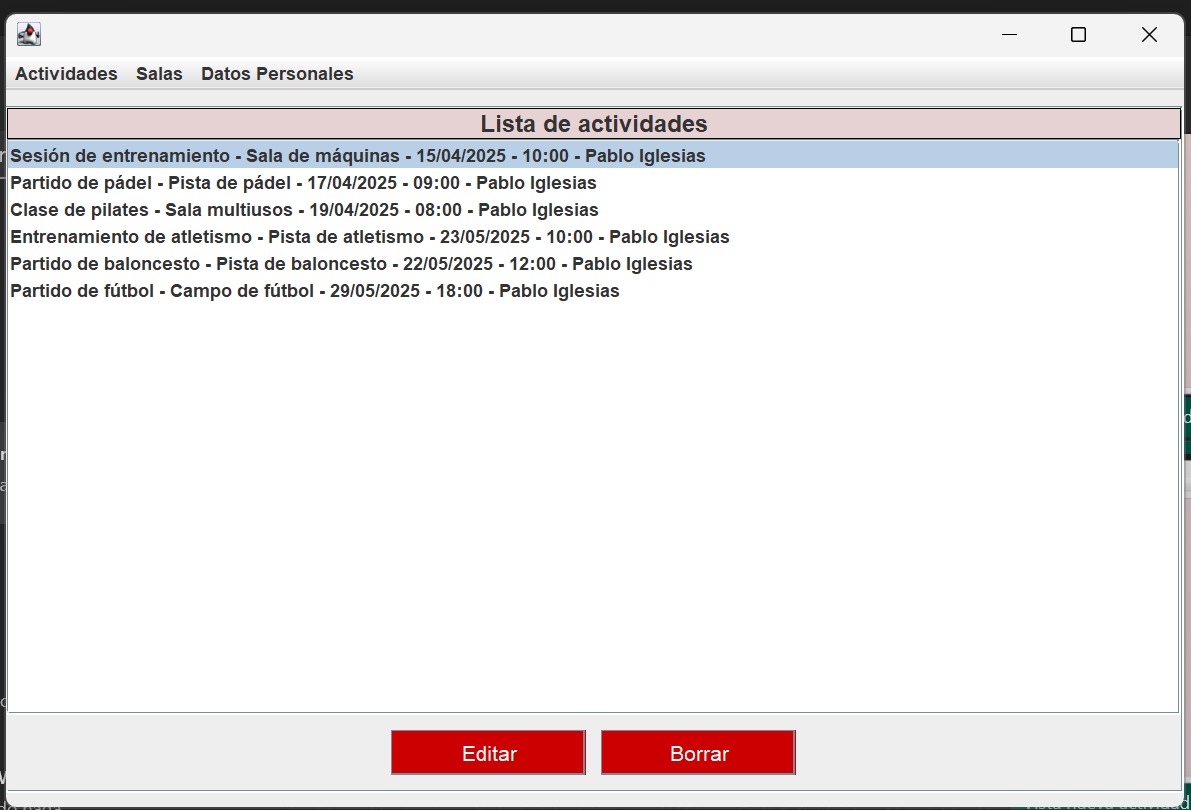 Actividades Salas Datos Personales
Lista de actividades
Sesión de entrenamiento - Sala de máquinas - 15/04/2025 - 10:00 - Pablo Iglesias
Partido de pádel - Pista de pádel - 17/04/2025 - 09:00 - Pablo Iglesias
Clase de pilates - Sala multiusos - 19/04/2025 - 08:00 - Pablo Iglesias
Entrenamiento de atletismo - Pista de atletismo - 23/05/2025 - 10:00 - Pablo Iglesias
Partido de baloncesto - Pista de baloncesto - 22/05/2025 - 12:00 - Pablo Iglesias
Partido de fútbol - Campo de fútbol - 29/05/2025 - 18:00 - Pablo Iglesias
Editar Borrar